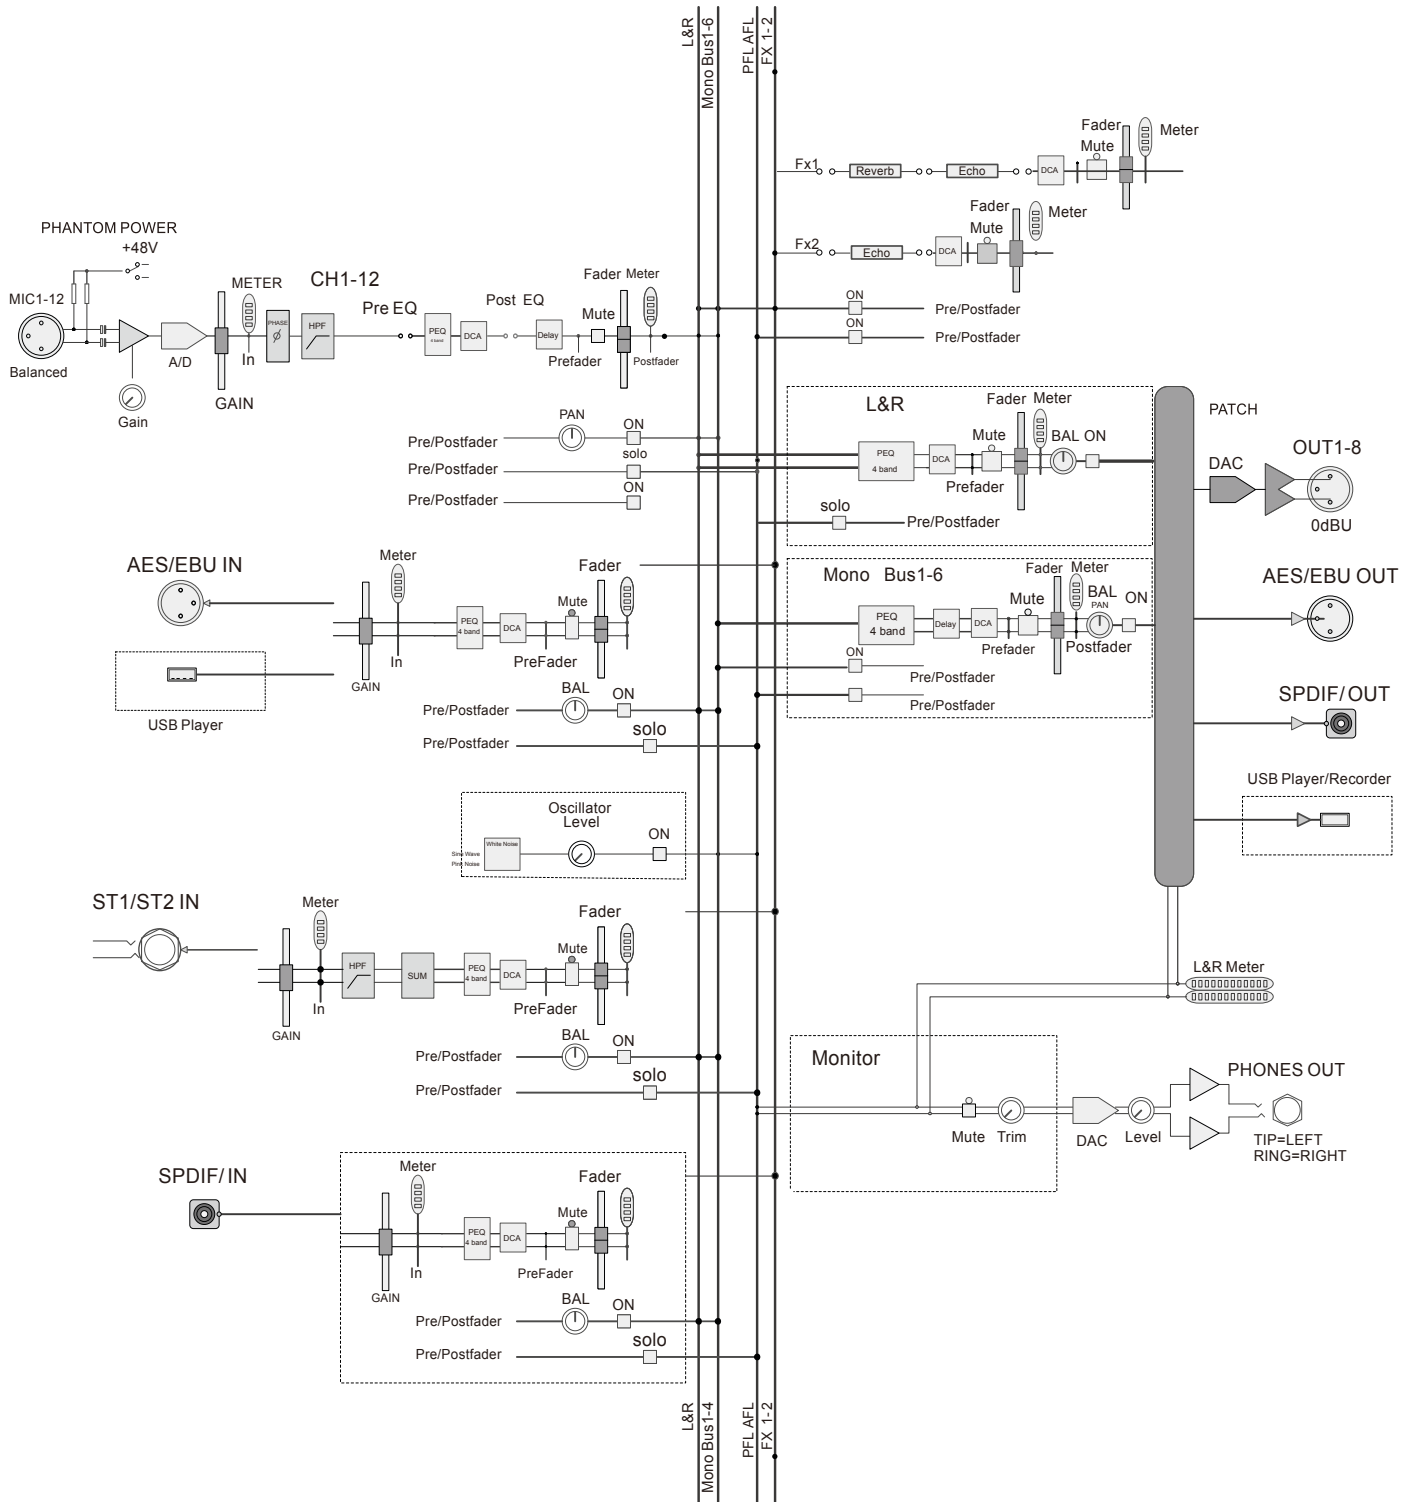 L&R
Mono Bus1-6
PFL AFL
FX 1-2
Fader
Mute
Meter
Fx1
Reverb
Echo
DCA
Fader
Mute
Meter
Fx2
Echo
DCA
ON
Pre/Postfader
ON
Pre/Postfader
PHANTOM POWER
+48V
MIC1-12
Balanced
Gain
A/D
METER
In
GAIN
PHASE
Ø
HPF
CH1-12
Pre EQ
PEQ
4 band
DCA
Post EQ
Delay
Prefader
Mute
Fader Meter
Postfader
PAN
ON
Pre/Postfader
solo
Pre/Postfader
ON
Pre/Postfader
L&R
PEQ
4 band
DCA
Prefader
Mute
Fader Meter
BAL ON
solo
Pre/Postfader
PATCH
DAC
OUT1-8
0dBU
AES/EBU IN
USB Player
Meter
In
GAIN
PEQ
4 band
DCA
PreFader
Mute
Fader
BAL
ON
Pre/Postfader
solo
Pre/Postfader
Mono Bus1-6
PEQ
4 band
Delay
DCA
Prefader
Mute
Fader Meter
Postfader
BAL
PAN
ON
ON
Pre/Postfader
Pre/Postfader
AES/EBU OUT
SPDIF/ OUT
USB Player/Recorder
Oscillator
Level
White Noise
Sine Wave
Pink Noise
ON
ST1/ST2 IN
Meter
In
GAIN
HPF
SUM
PEQ
4 band
DCA
PreFader
Mute
Fader
BAL
ON
Pre/Postfader
solo
Pre/Postfader
L&R Meter
Monitor
Mute
Trim
DAC
Level
PHONES OUT
TIP=LEFT
RING=RIGHT
SPDIF/ IN
Meter
In
GAIN
PEQ
4 band
DCA
PreFader
Mute
Fader
BAL
ON
Pre/Postfader
solo
Pre/Postfader
L&R
Mono Bus1-4
PFL AFL
FX 1-2